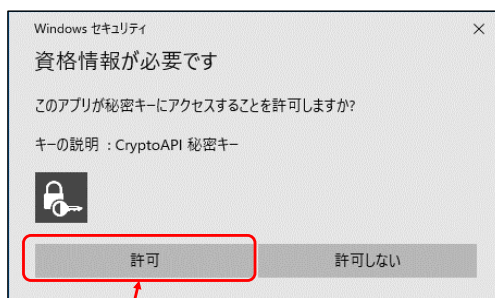 Windows セキュリティ
資格情報が必要です
このアプリが秘密キーにアクセスすることを許可しますか?
キーの説明 : CryptoAPI 秘密キー
許可
許可しない